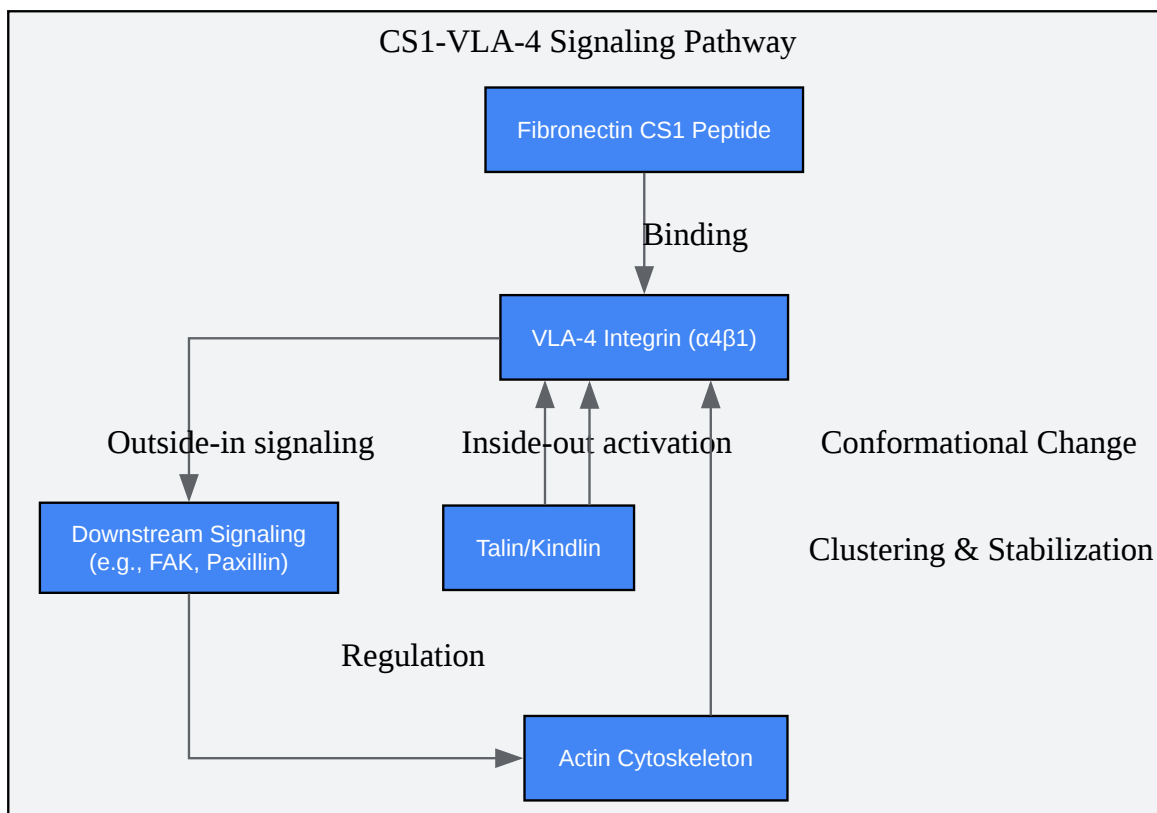 CS1-VLA-4 Signaling Pathway
Fibronectin CS1 Peptide
Binding
VLA-4 Integrin (α4β1)
Outside-in signaling
Inside-out activation
Conformational Change
Downstream Signaling
(e.g., FAK, Paxillin)
Talin/Kindlin
Clustering & Stabilization
Regulation
Actin Cytoskeleton